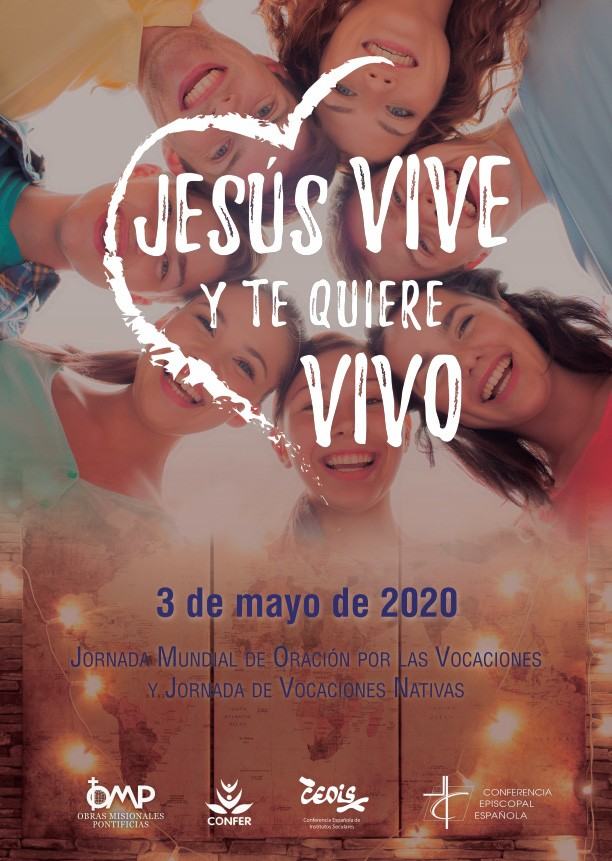 JESÚS VIVE
Y TE QUIERE
VIVO
3 de mayo de 2020
JORNADA MUNDIAL DE ORACIÓN POR LAS VOCACIONES
Y JORNADA DE VOCACIONES NATIVAS
OMP
OBRAS MISIONALES
PONTIFICIAS
CONFER
CEDIS
Conferencia Española de
Institutos Seculares
CONFERENCIA
EPISCOPAL
ESPAÑOLA